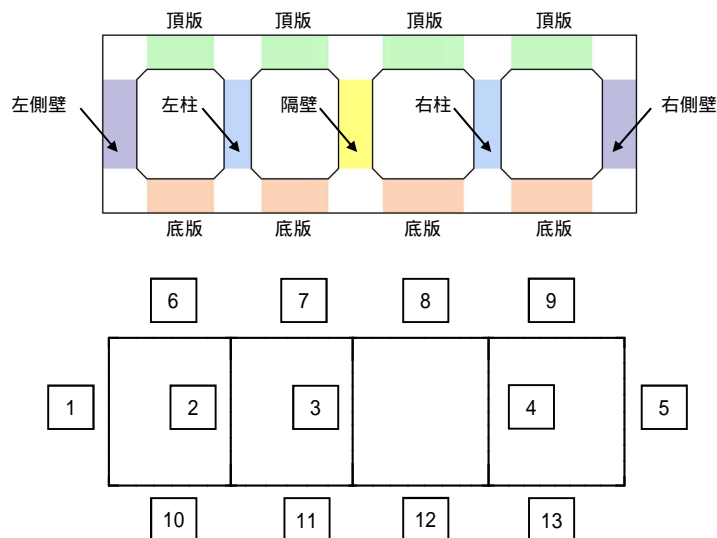 頂版 頂版 頂版 頂版
左側壁 左柱 隔壁 右柱 右側壁
底版 底版 底版 底版
6 7 8 9
1 2 3 4 5
10 11 12 13